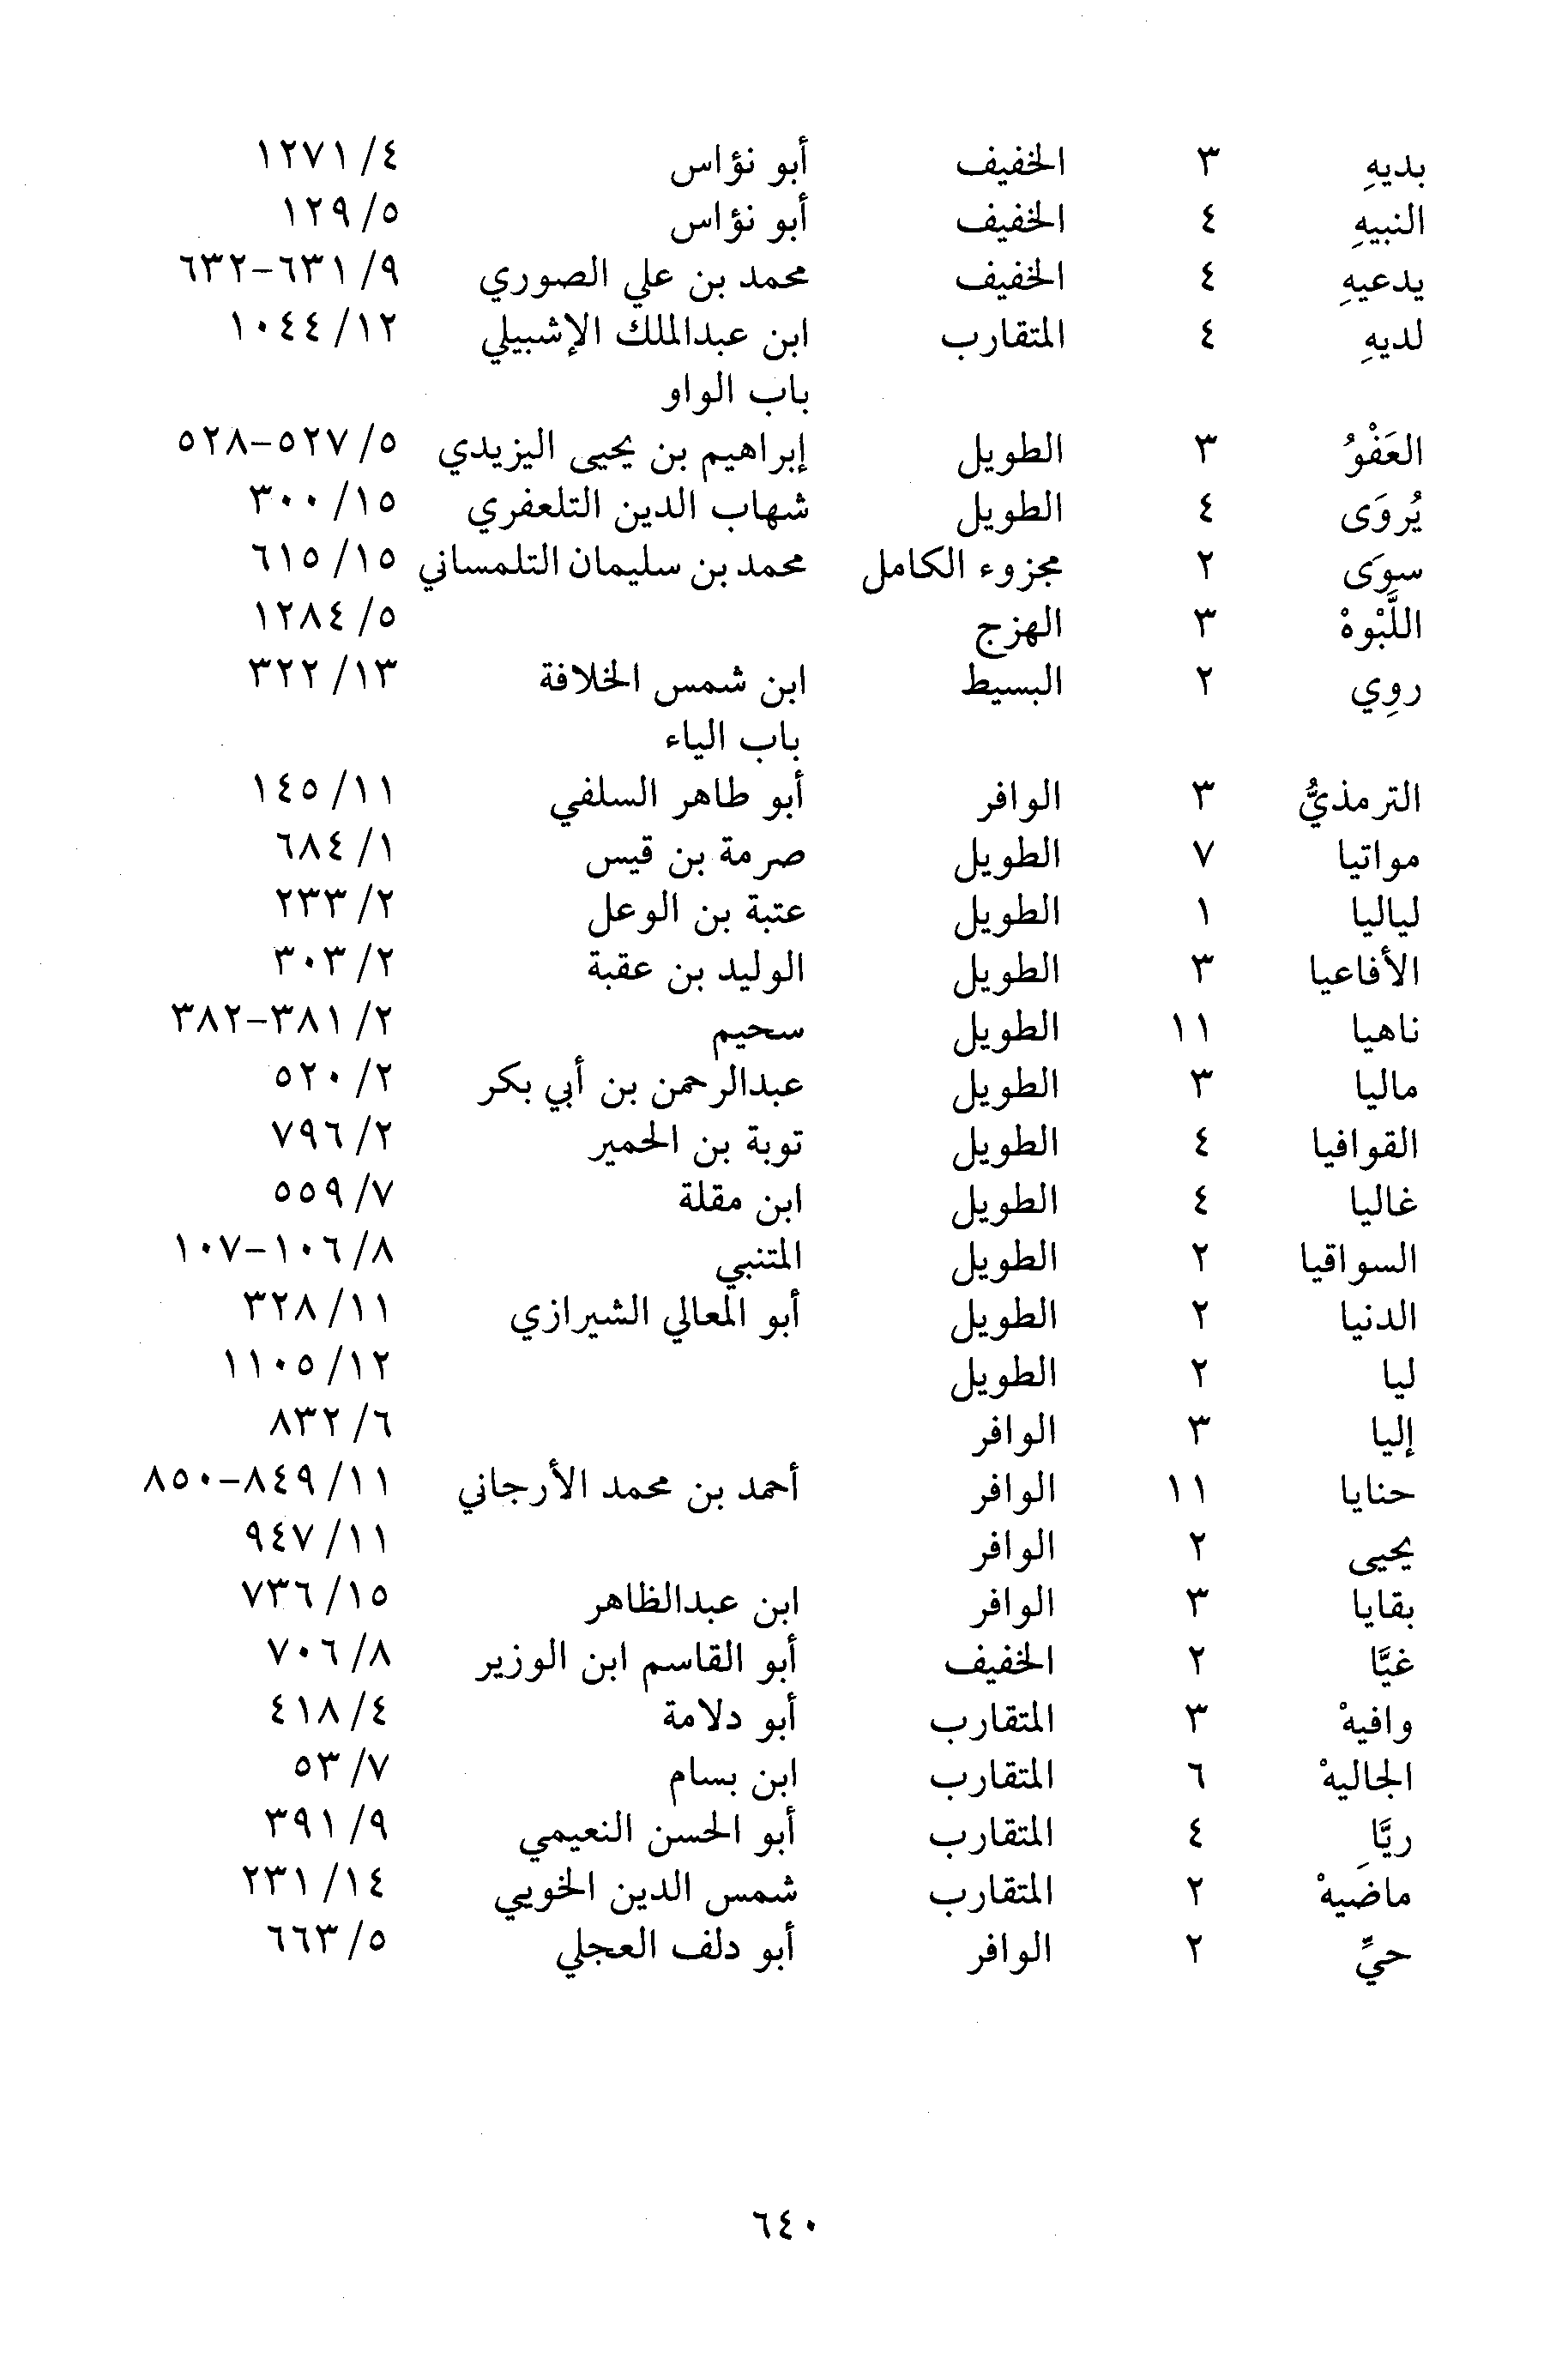 بديهِ ٣ الخفيف أبو نؤاس ٤/ ١٢٧١
النبيهِ ٤ الخفيف أبو نؤاس ٥/ ١٢٩
يدعيهِ ٤ الخفيف محمد بن علي الصوري ٩/ ٦٣١-٦٣٢
لديهِ ٤ المتقارب ابن عبدالملك الإشبيلي ١٢/ ١٠٤٤
باب الواو
العَفْوُ ٣ الطويل إبراهيم بن يحيى اليزيدي ٥/ ٥٢٧-٥٢٨
يُروَى ٤ الطويل شهاب الدين التلعفري ١٥/ ٣٠٠
سوَى ٢ مجزوء الكامل محمد بن سليمان التلمساني ١٥/ ٦١٥
اللَّبْوهْ ٣ الهزج ٥/ ١٢٨٤
روِي ٢ البسيط ابن شمس الخلافة ١٣/ ٣٢٢
باب الياء
الترمذيُّ ٣ الوافر أبو طاهر السلفي ١١/ ١٤٥
مواتيا ٧ الطويل صرمة بن قيس ١/ ٦٨٤
لياليا ١ الطويل عتبة بن الوعل ٢/ ٢٣٣
الأفاعيا ٣ الطويل الوليد بن عقبة ٢/ ٣٠٣
ناهيا ١١ الطويل سحيم ٢/ ٣٨١-٣٨٢
ماليا ٣ الطويل عبدالرحمن بن أبي بكر ٢/ ٥٢٠
القوافيا ٤ الطويل توبة بن الحمير ٢/ ٧٩٦
غاليا ٤ الطويل ابن مقلة ٧/ ٥٥٩
السواقيا ٢ الطويل المتنبي ٨/ ١٠٦-١٠٧
الدنيا ٢ الطويل أبو المعالي الشيرازي ١١/ ٣٢٨
ليا ٢ الطويل ١٢/ ١١٠٥
إليا ٣ الوافر ٦/ ٨٣٢
حنايا ١١ الوافر أحمد بن محمد الأرجاني ١١/ ٨٤٩-٨٥٠
يحيى ٢ الوافر ١١/ ٩٤٧
بقايا ٣ الوافر ابن عبدالظاهر ١٥/ ٧٣٦
غيَّا ٢ الخفيف أبو القاسم ابن الوزير ٨/ ٧٠٦
وافيهْ ٣ المتقارب أبو دلامة ٤/ ٤١٨
الجاليهْ ٦ المتقارب ابن بسام ٧/ ٥٣
ريَّا ٤ المتقارب أبو الحسن النعيمي ٩/ ٣٩١
ماضَيهْ ٢ المتقارب شمس الدين الخويي ١٤/ ٢٣١
حيِّ ٢ الوافر أبو دلف العجلي ٥/ ٦٦٣
٦٤٠